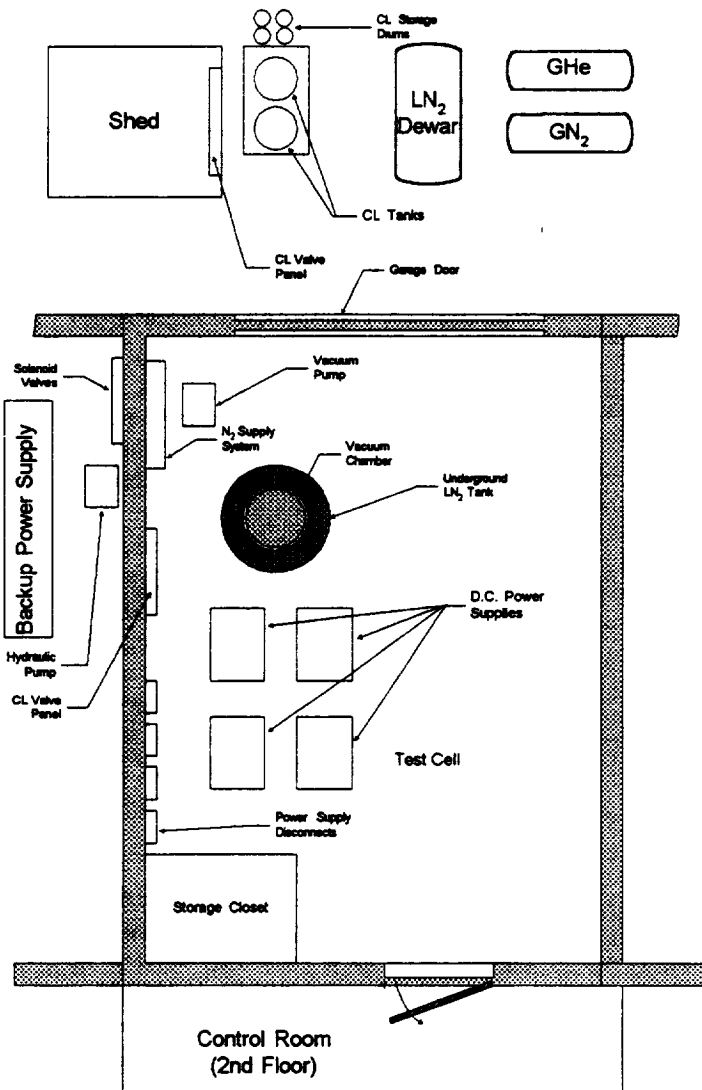 CL Storage
Drums
Shed
LN₂
Dewar
GHe
GN₂
CL Tanks
CL Valve
Panel
Garage Door
Solenoid
Valves
Vacuum
Pump
N₂ Supply
System
Vacuum
Chamber
Underground
LN₂ Tank
Backup Power Supply
D.C. Power
Supplies
Hydraulic
Pump
CL Valve
Panel
Test Cell
Power Supply
Disconnects
Storage Closet
Control Room
(2nd Floor)